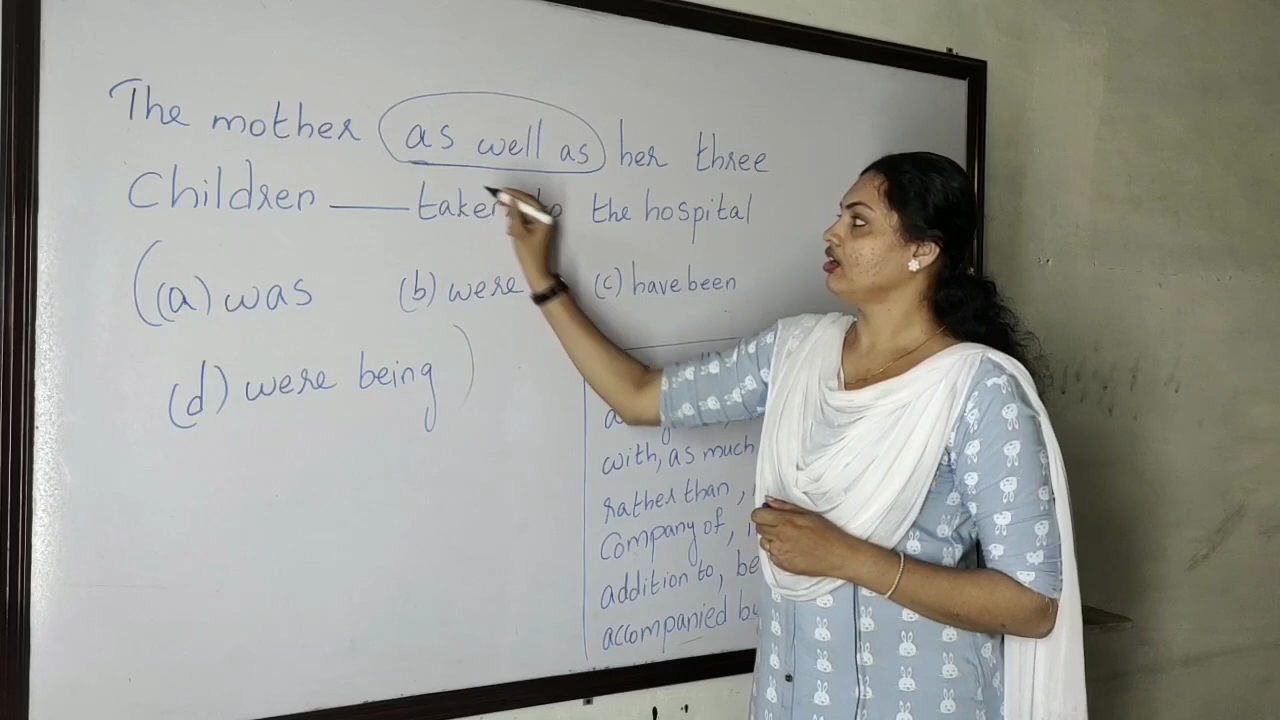 The mother as well as her three
Children ___ taken to the hospital
((a) was (b) were (c) have been
(d) were being)
with, as much
rather than,
Company of,
addition to,
accompanied